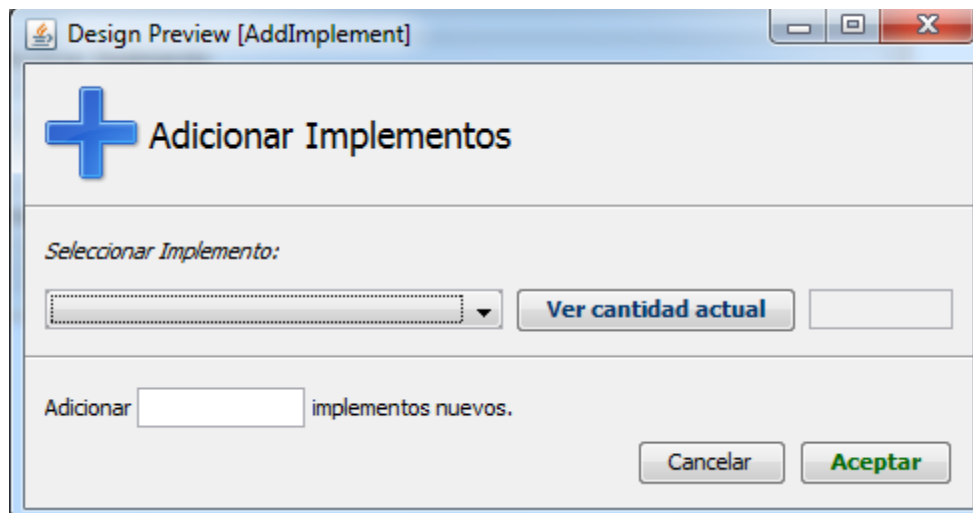 Design Preview [AddImplement]
Adicionar Implementos
Seleccionar Implemento:
Ver cantidad actual
Adicionar implementos nuevos.
Cancelar Aceptar